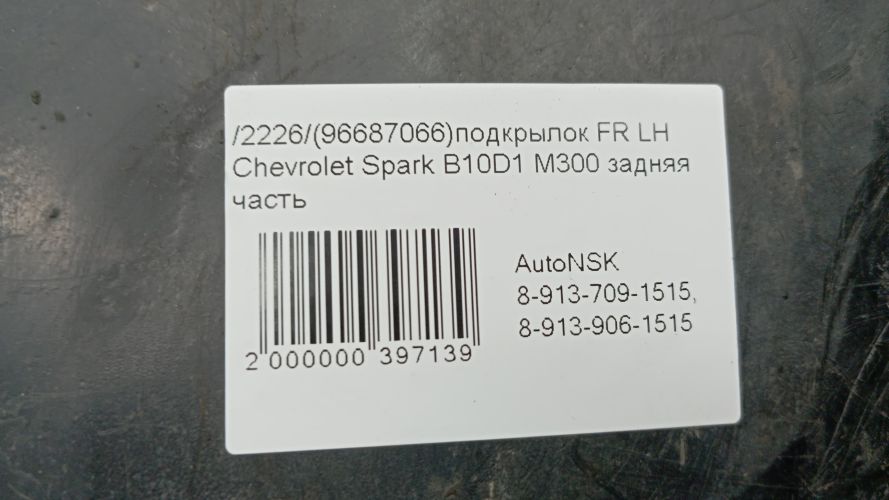 /2226/(96687066)подкрылок FR LH
Chevrolet Spark B10D1 M300 задняя
часть
AutoNSK
8-913-709-1515,
8-913-906-1515
2 000000 397139